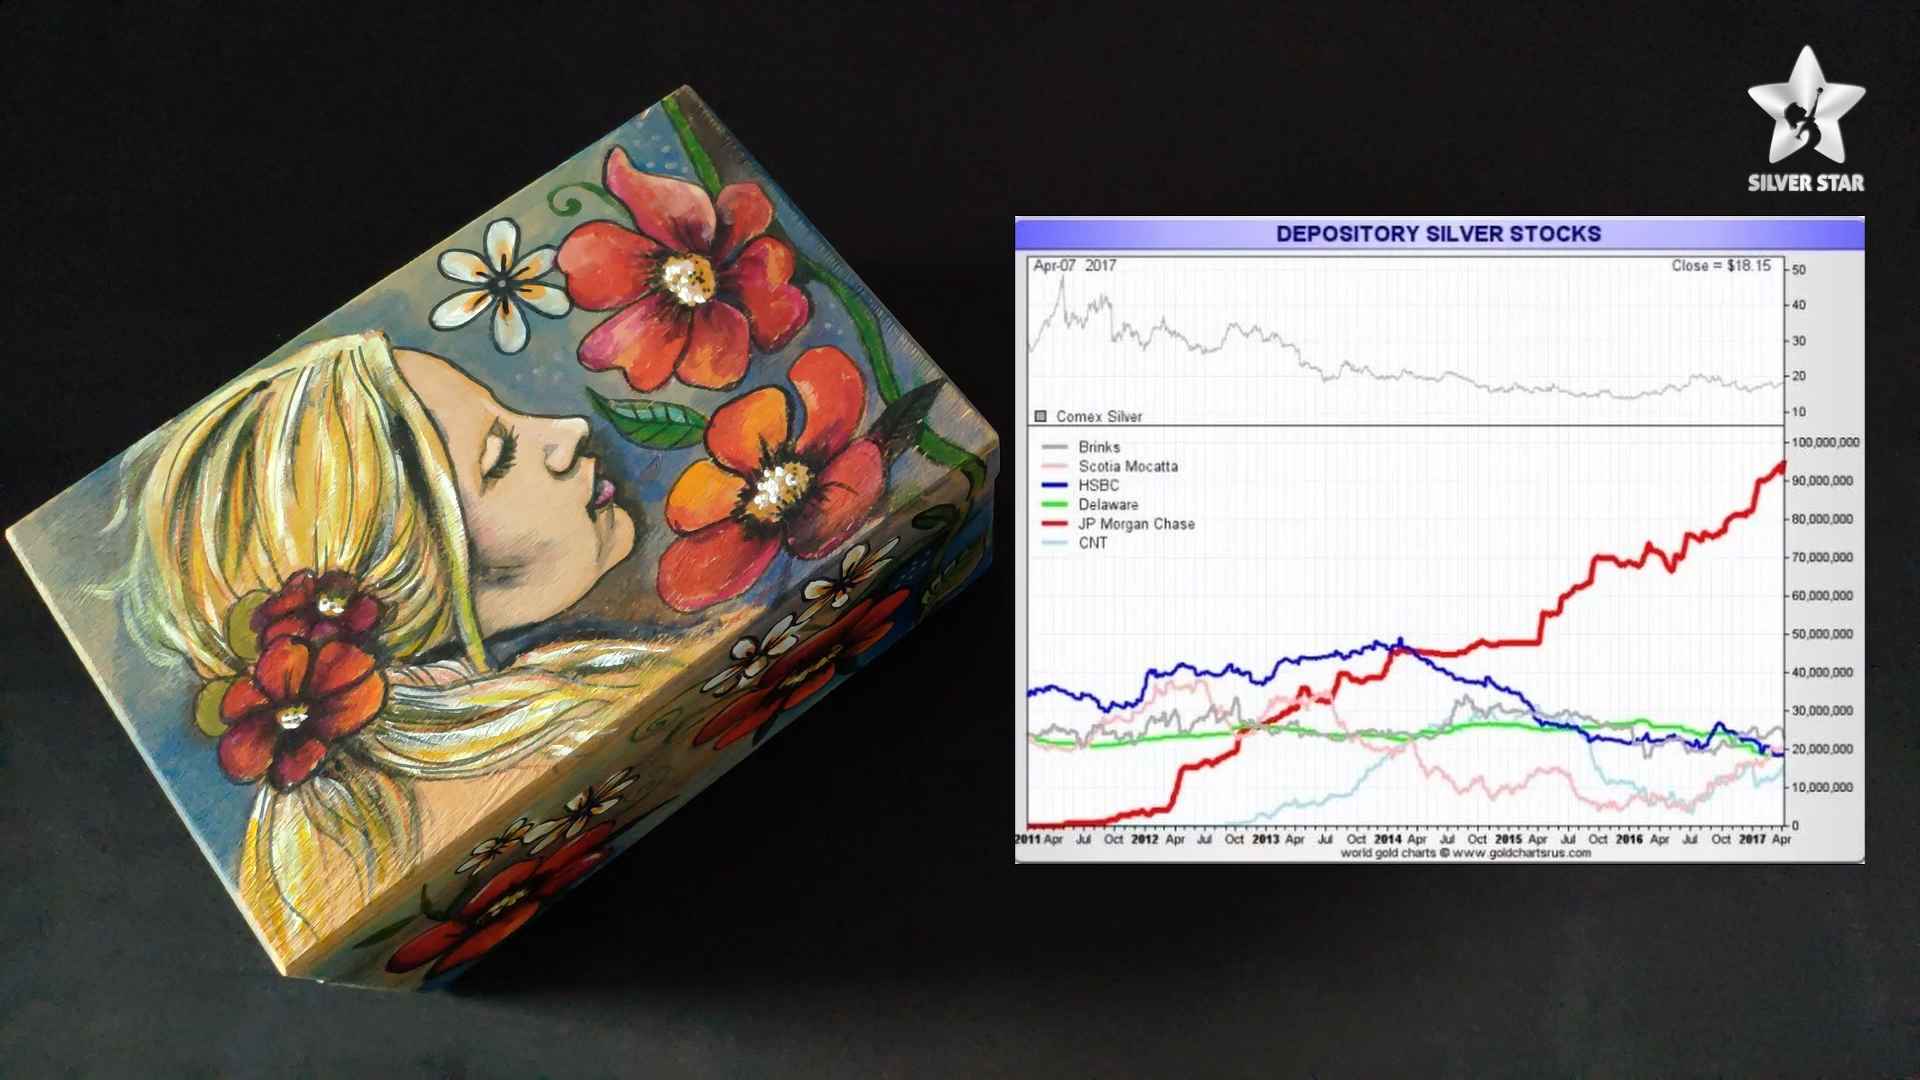 SILVER STAR
DEPOSITORY SILVER STOCKS
Apr-07 2017
Close = $18.15
50
40
30
20
10
Comex Silver
Brinks
Scotia Mocatta
HSBC
Delaware
JP Morgan Chase
CNT
100,000,000
90,000,000
80,000,000
70,000,000
60,000,000
50,000,000
40,000,000
30,000,000
20,000,000
10,000,000
0
2011 Apr Jul Oct 2012 Apr Jul Oct 2013 Apr Jul Oct 2014 Apr Jul Oct 2015 Apr Jul Oct 2016 Apr Jul Oct 2017 Apr
world gold charts © www.goldchartsrus.com